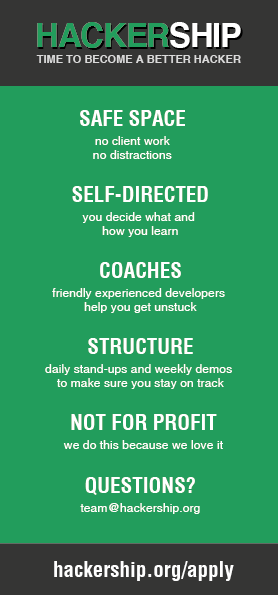 HACKERSHIP
TIME TO BECOME A BETTER HACKER
SAFE SPACE
no client work
no distractions
SELF-DIRECTED
you decide what and
how you learn
COACHES
friendly experienced developers
help you get unstuck
STRUCTURE
daily stand-ups and weekly demos
to make sure you stay on track
NOT FOR PROFIT
we do this because we love it
QUESTIONS?
team@hackership.org
hackership.org/apply